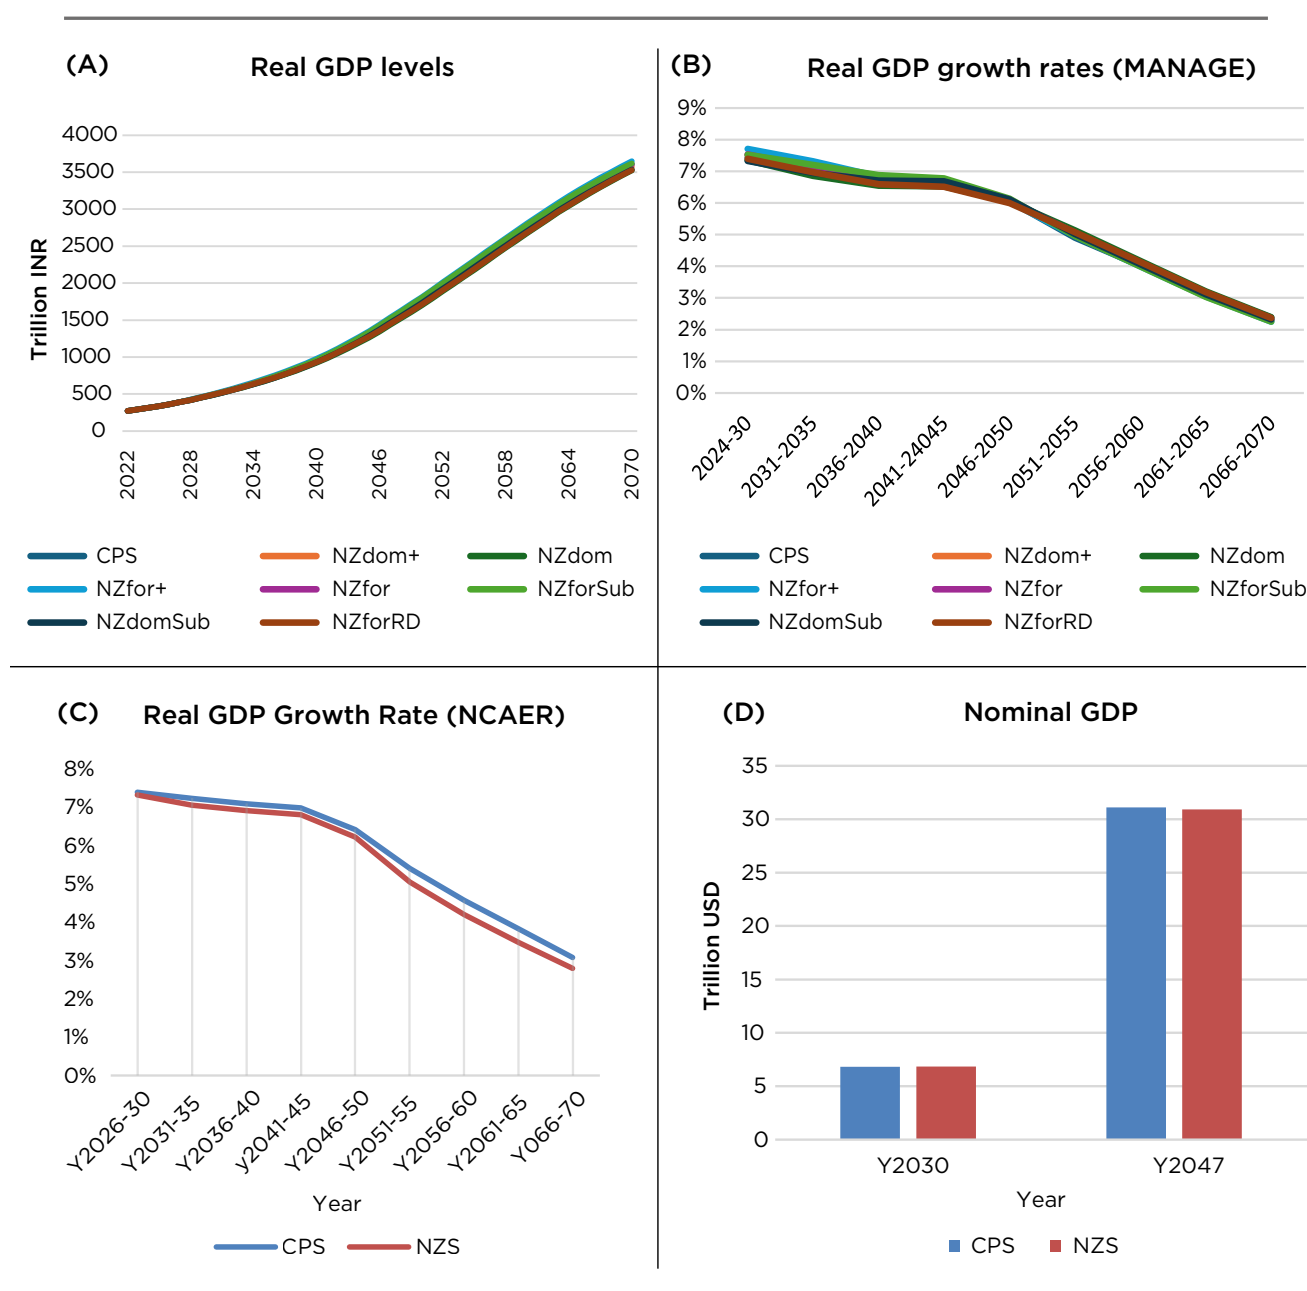 (A)
Real GDP levels
Trillion INR
4000
3500
3000
2500
2000
1500
1000
500
0
2022
2028
2034
2040
2046
2052
2058
2064
2070
CPS
NZdom+
NZdom
NZfor+
NZfor
NZforSub
NZdomSub
NZforRD
(B)
Real GDP growth rates (MANAGE)
9%
8%
7%
6%
5%
4%
3%
2%
1%
0%
2024-30
2031-2035
2036-2040
2041-24045
2046-2050
2051-2055
2056-2060
2061-2065
2066-2070
CPS
NZdom+
NZdom
NZfor+
NZfor
NZforSub
NZdomSub
NZforRD
(C)
Real GDP Growth Rate (NCAER)
8%
7%
6%
5%
4%
3%
2%
1%
0%
Y2026-30
Y2031-35
Y2036-40
y2041-45
Y2046-50
Y2051-55
Y2056-60
Y2061-65
Y066-70
Year
CPS
NZS
(D)
Nominal GDP
Trillion USD
35
30
25
20
15
10
5
0
Y2030
Y2047
Year
CPS
NZS